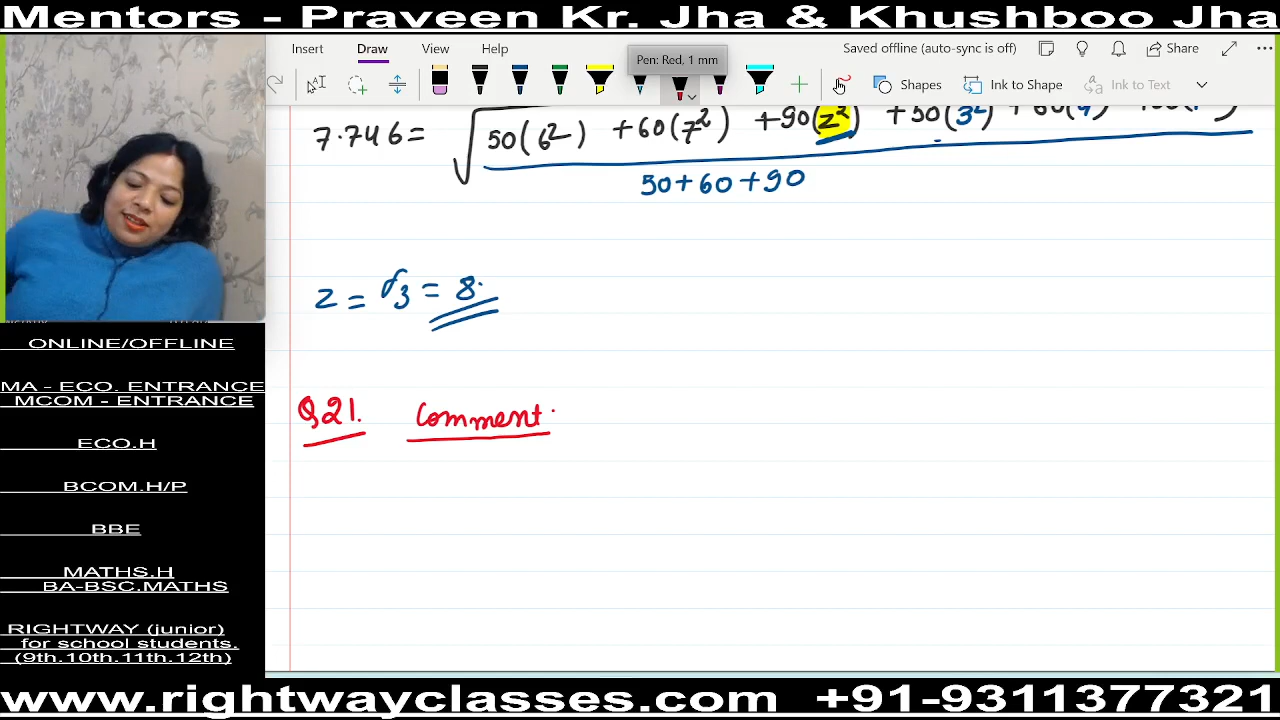 Mentors - Praveen Kr. Jha & Khushboo Jha
Insert Draw View Help
Saved offline (auto-sync is off)
Share
Pen: Red, 1 mm
Shapes
Ink to Shape
Ink to Text
7.746 = √ 50(6²) + 60(7²) + 90(z²) + 50(3²) + 60(
50+60+90
z = σ3 = 8.
Q21. Comment.
ONLINE/OFFLINE
MA - ECO. ENTRANCE
MCOM - ENTRANCE
ECO.H
BCOM.H/P
BBE
MATHS.H
BA-BSC.MATHS
RIGHTWAY (junior)
for school students.
(9th.10th.11th.12th)
www.rightwayclasses.com +91-9311377321